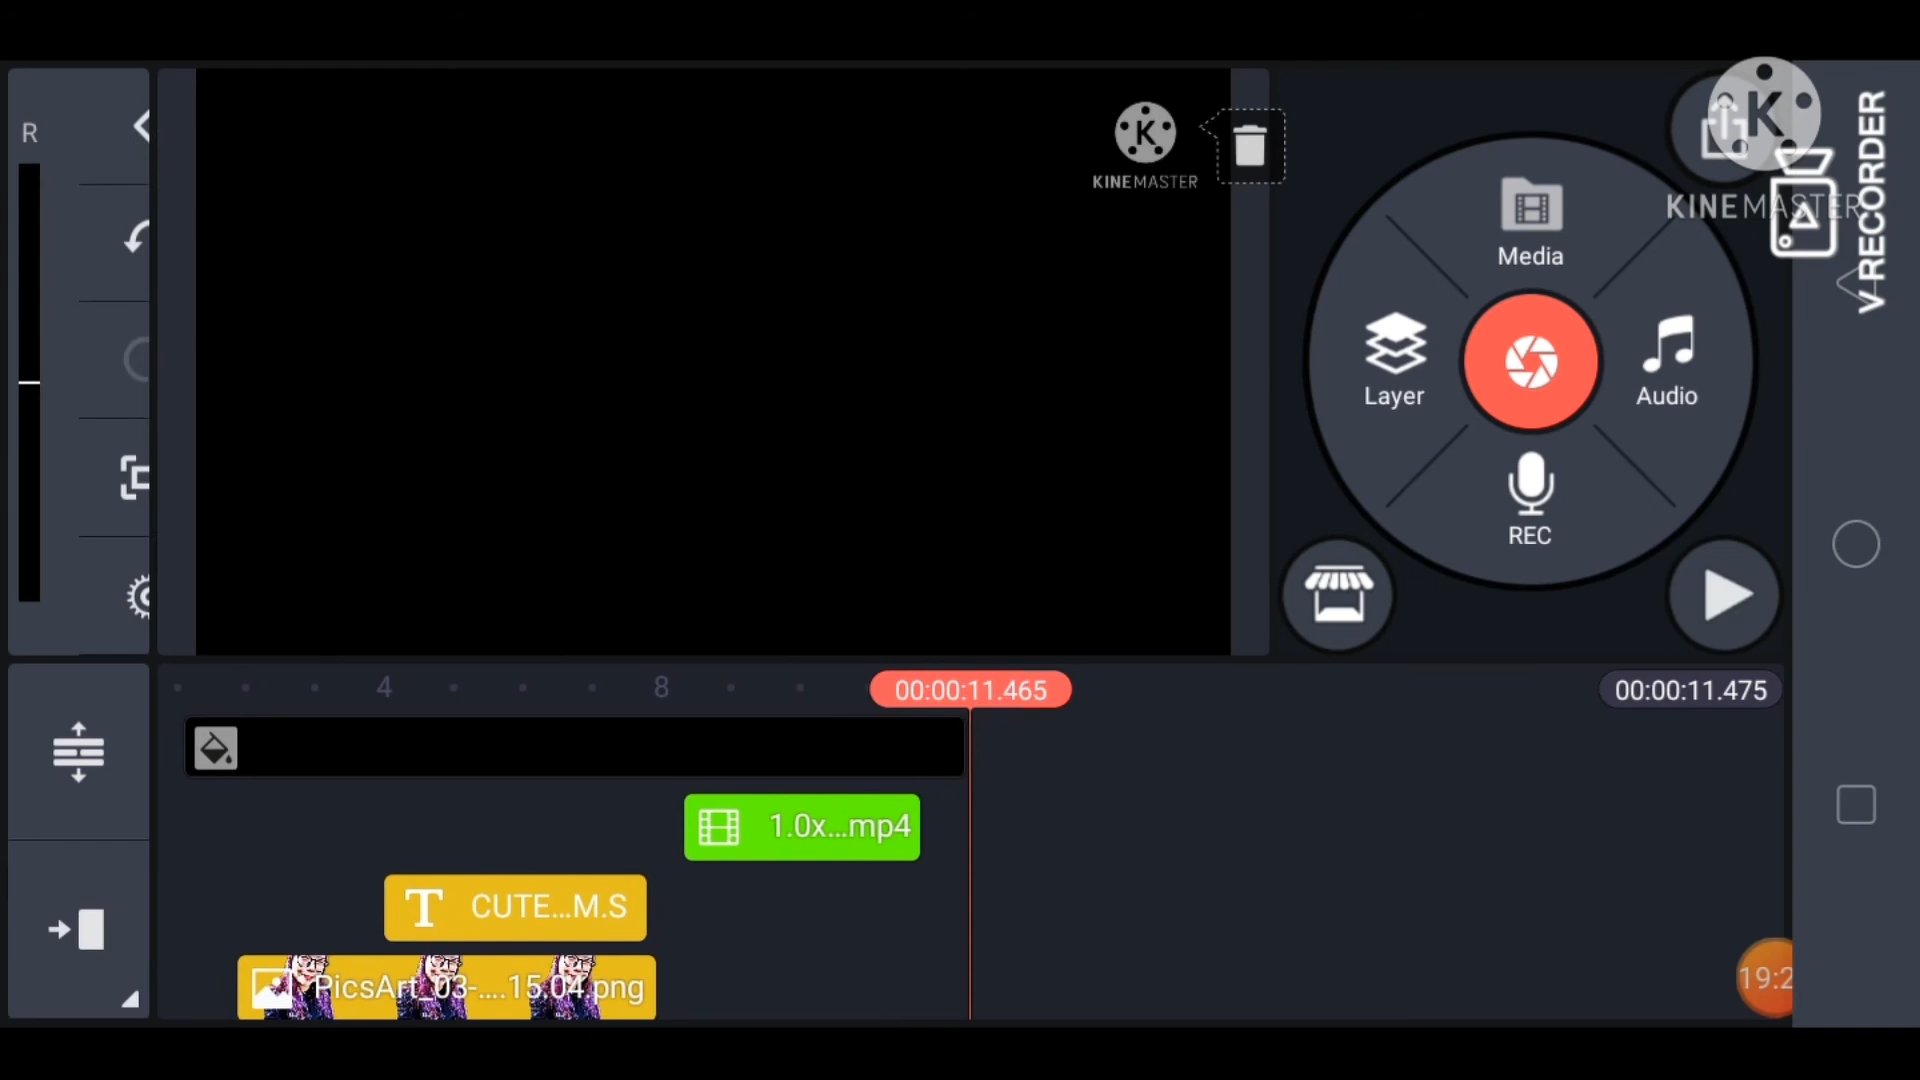 R
KINEMASTER
Media
Layer
Audio
REC
KINEMASTER
V RECORDER
4
8
00:00:11.465
00:00:11.475
1.0x...mp4
T CUTE...M.S
PicsArt_03-....15.04.png
19:2